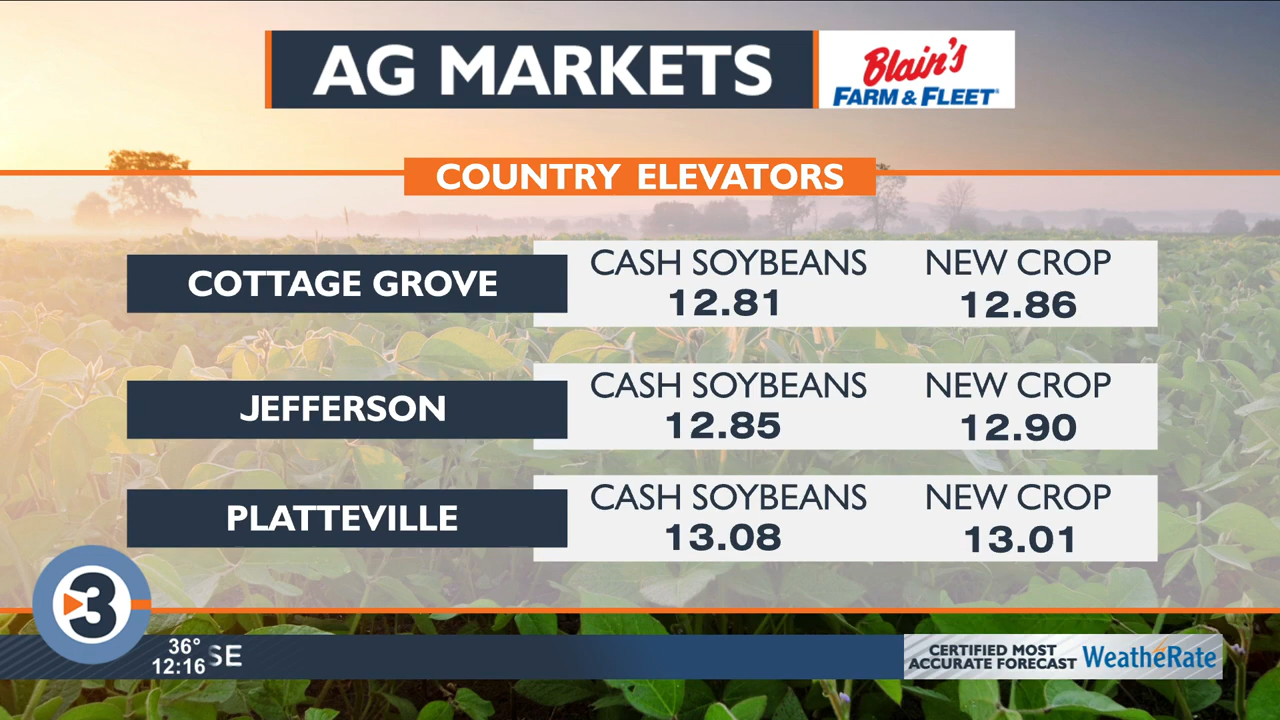 AG MARKETS
Blain's
FARM & FLEET
COUNTRY ELEVATORS
COTTAGE GROVE
CASH SOYBEANS
NEW CROP
12.81
12.86
JEFFERSON
CASH SOYBEANS
NEW CROP
12.85
12.90
PLATTEVILLE
CASH SOYBEANS
NEW CROP
13.08
13.01
3
36°
12:16
SE
CERTIFIED MOST
ACCURATE FORECAST
WeatheRate